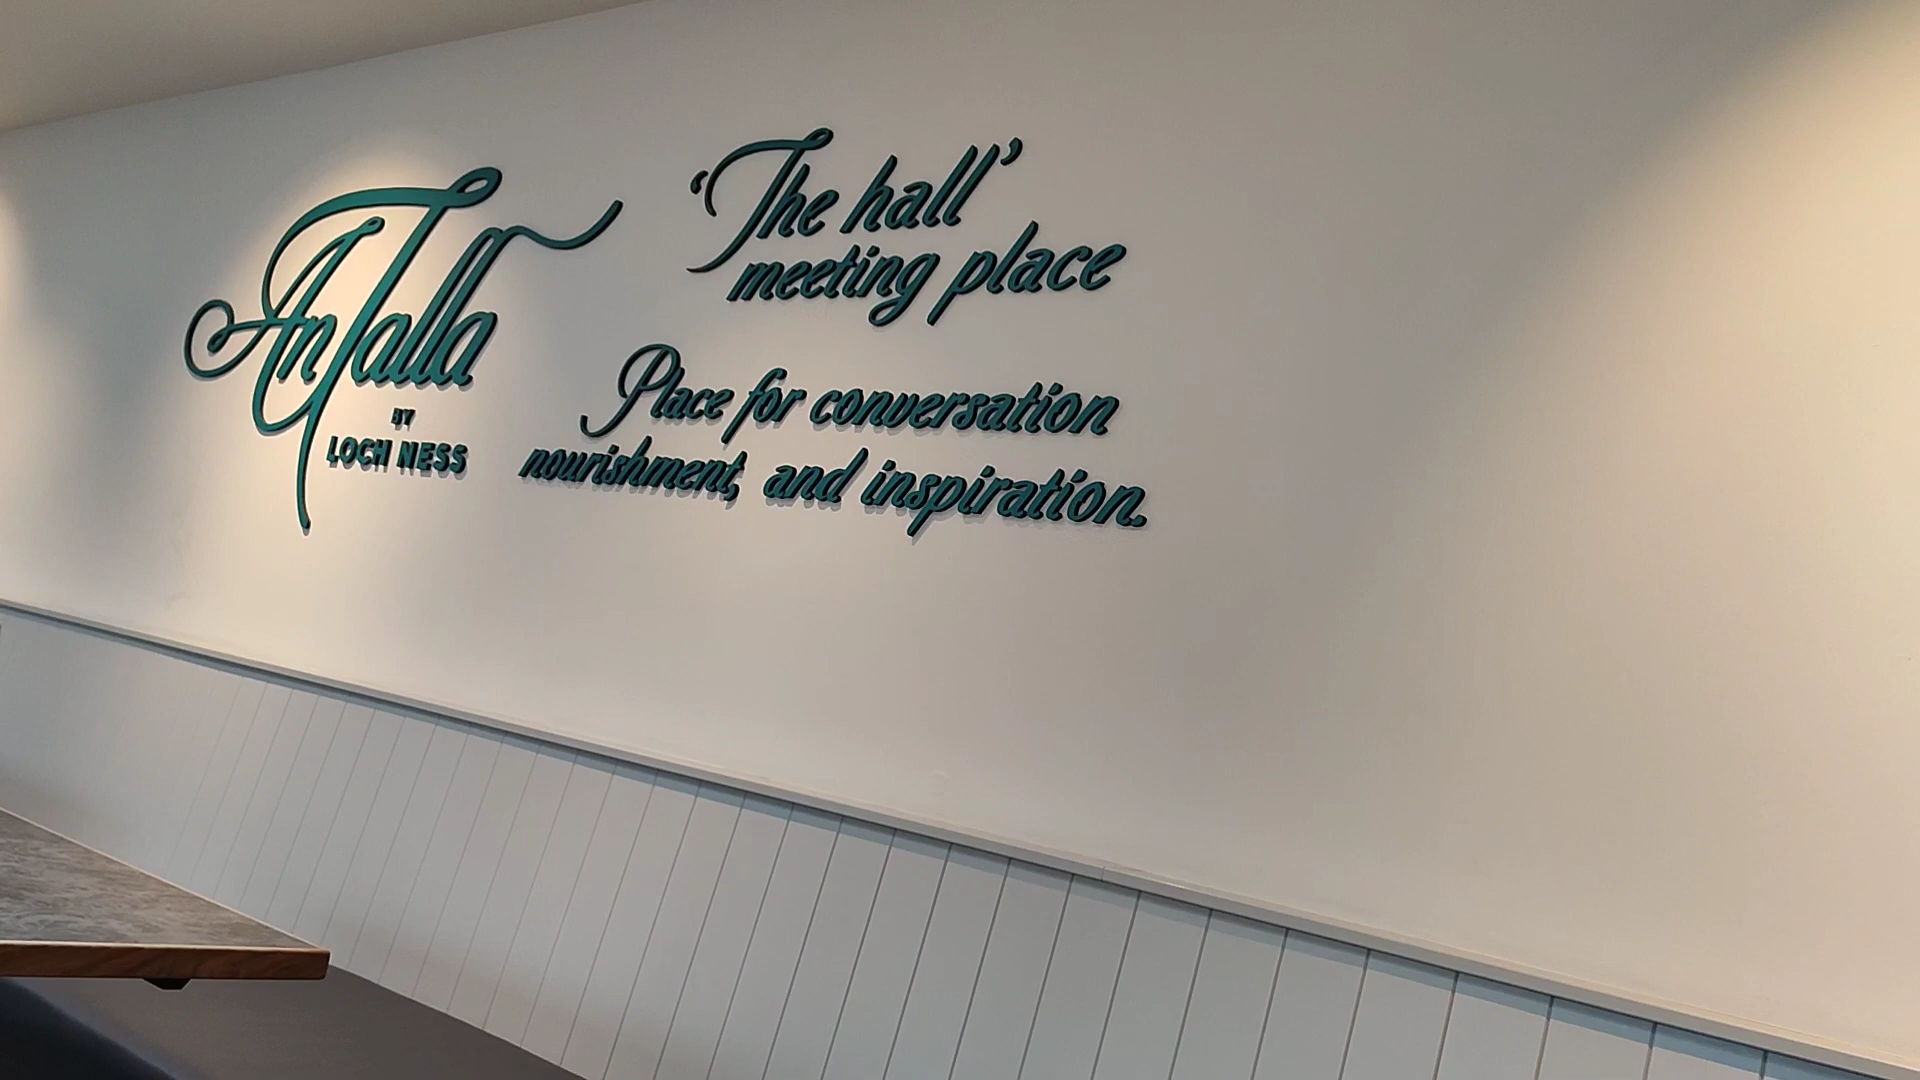 An Talla
BY
LOCH NESS
'The hall'
meeting place
Place for conversation
nourishment, and inspiration.